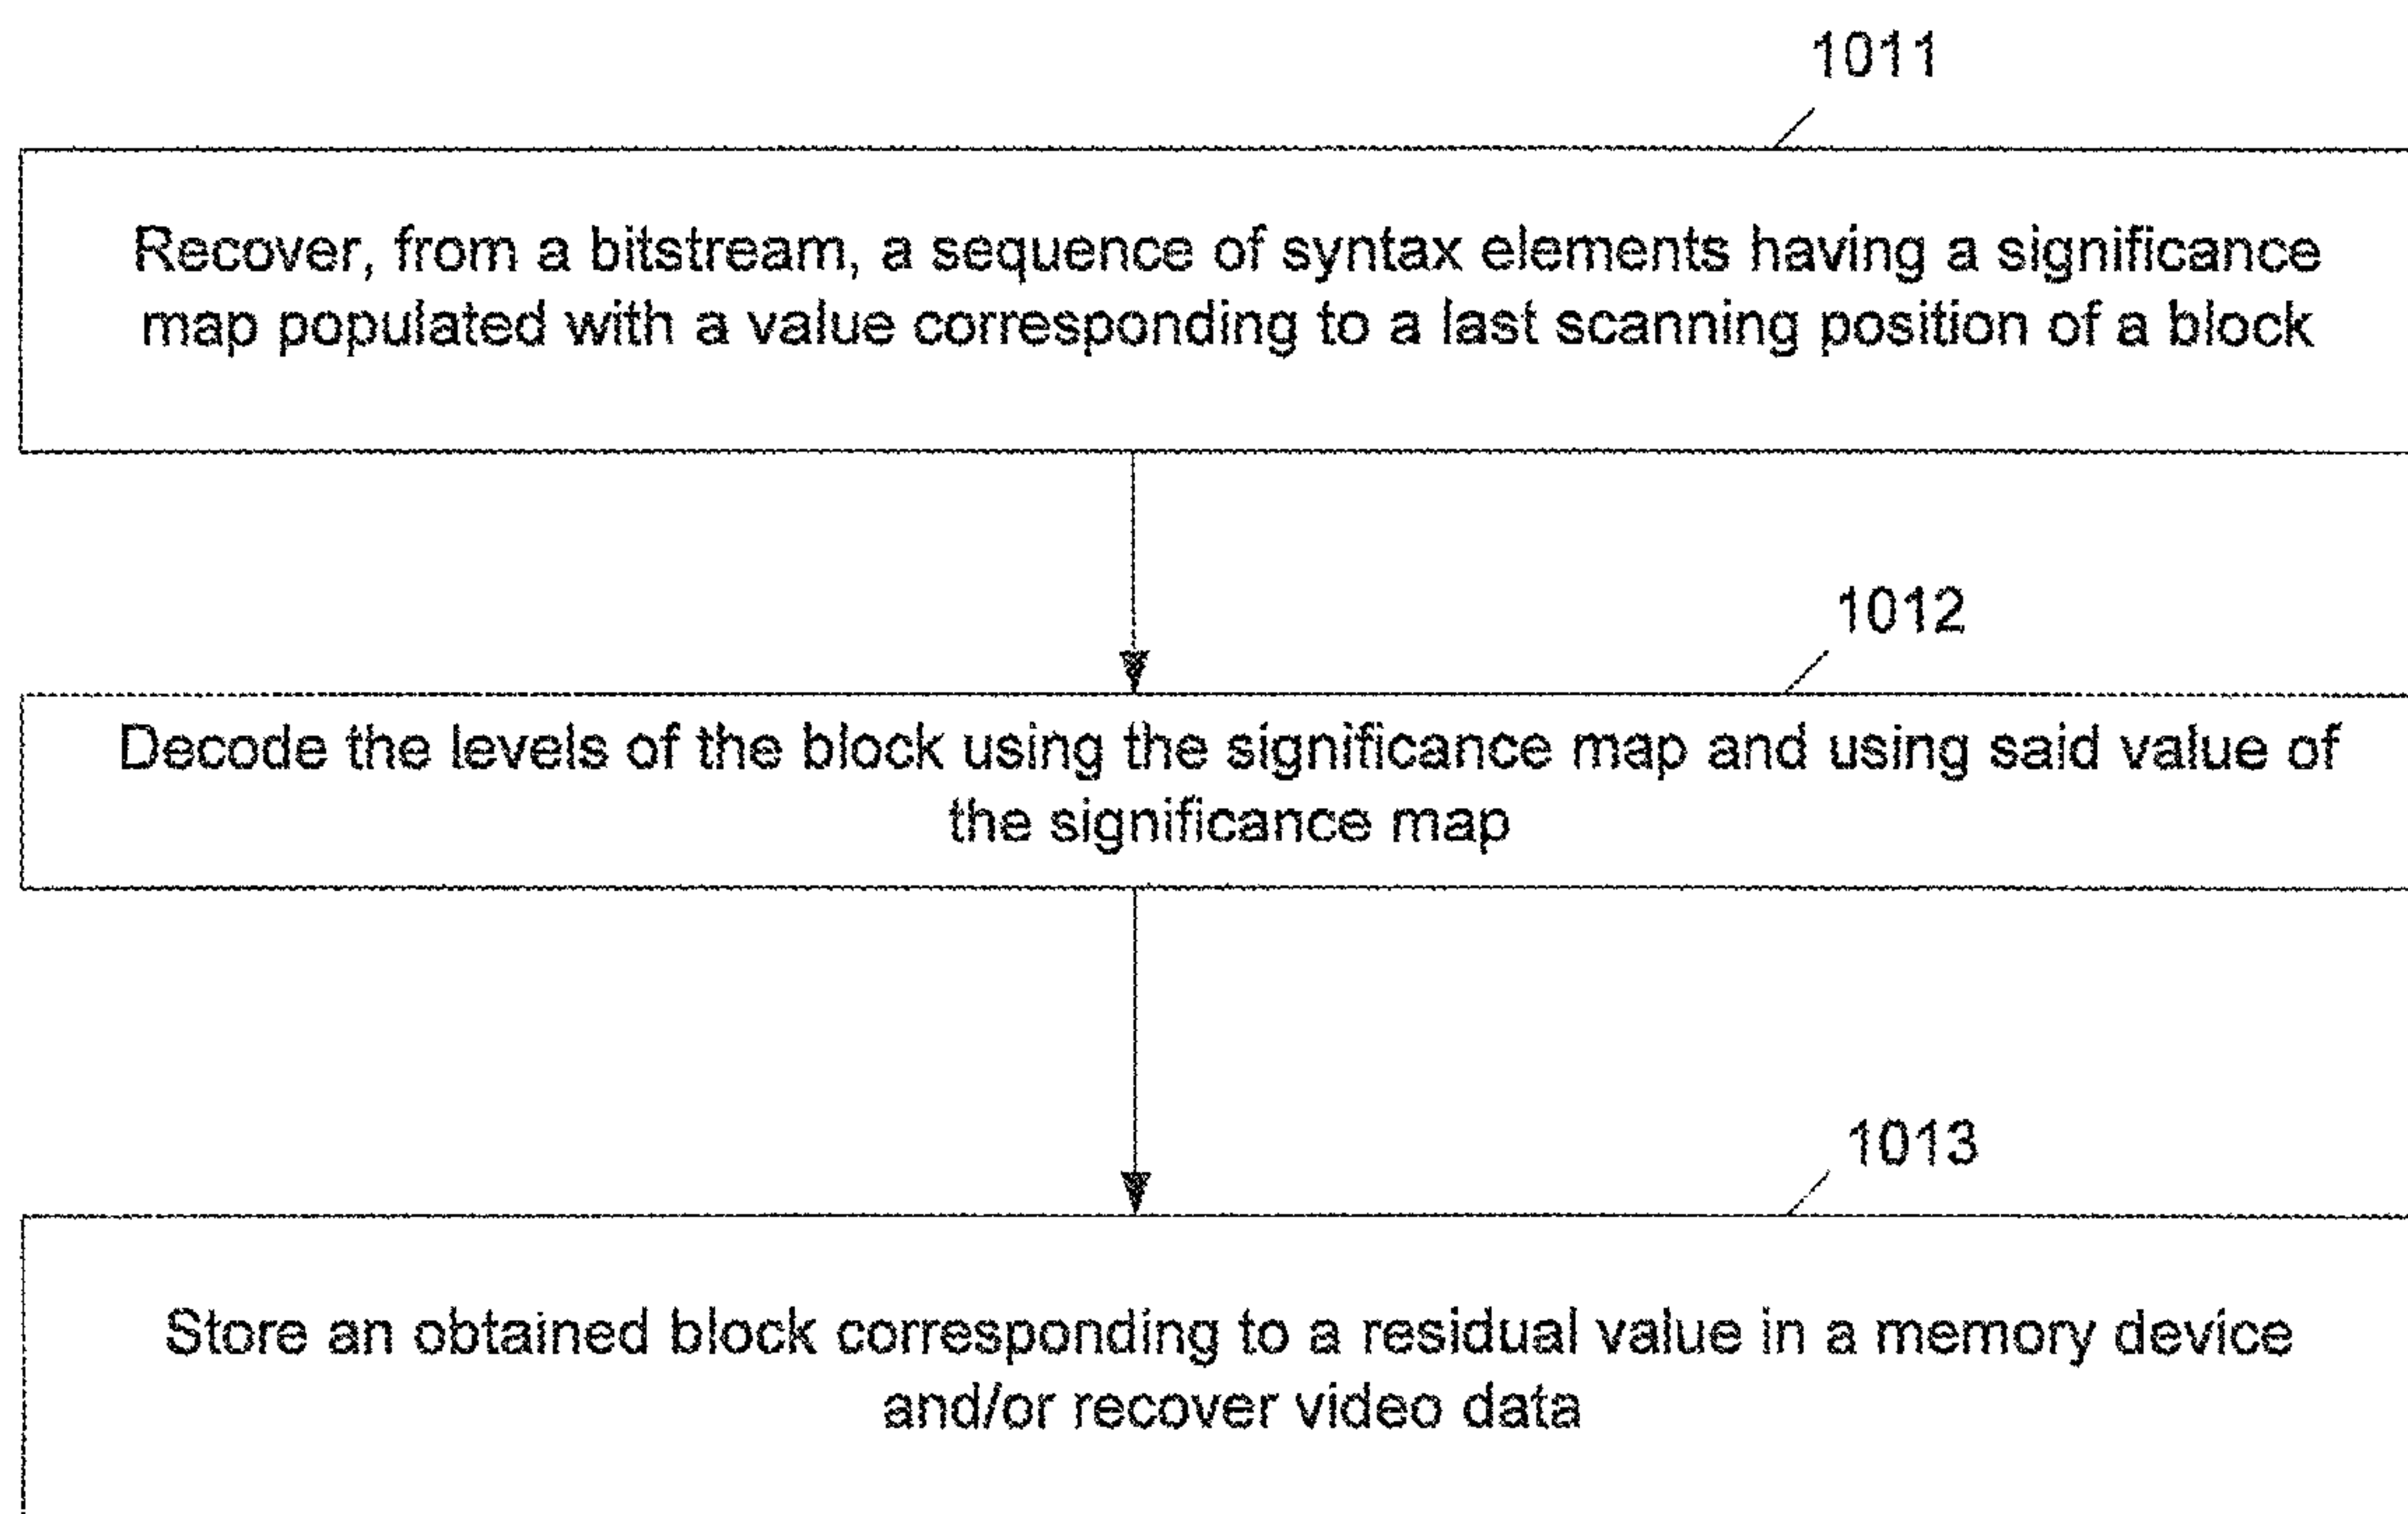 1011
Recover, from a bitstream, a sequence of syntax elements having a significance
map populated with a value corresponding to a last scanning position of a block
1012
Decode the levels of the block using the significance map and using said value of
the significance map
1013
Store an obtained block corresponding to a residual value in a memory device
and/or recover video data